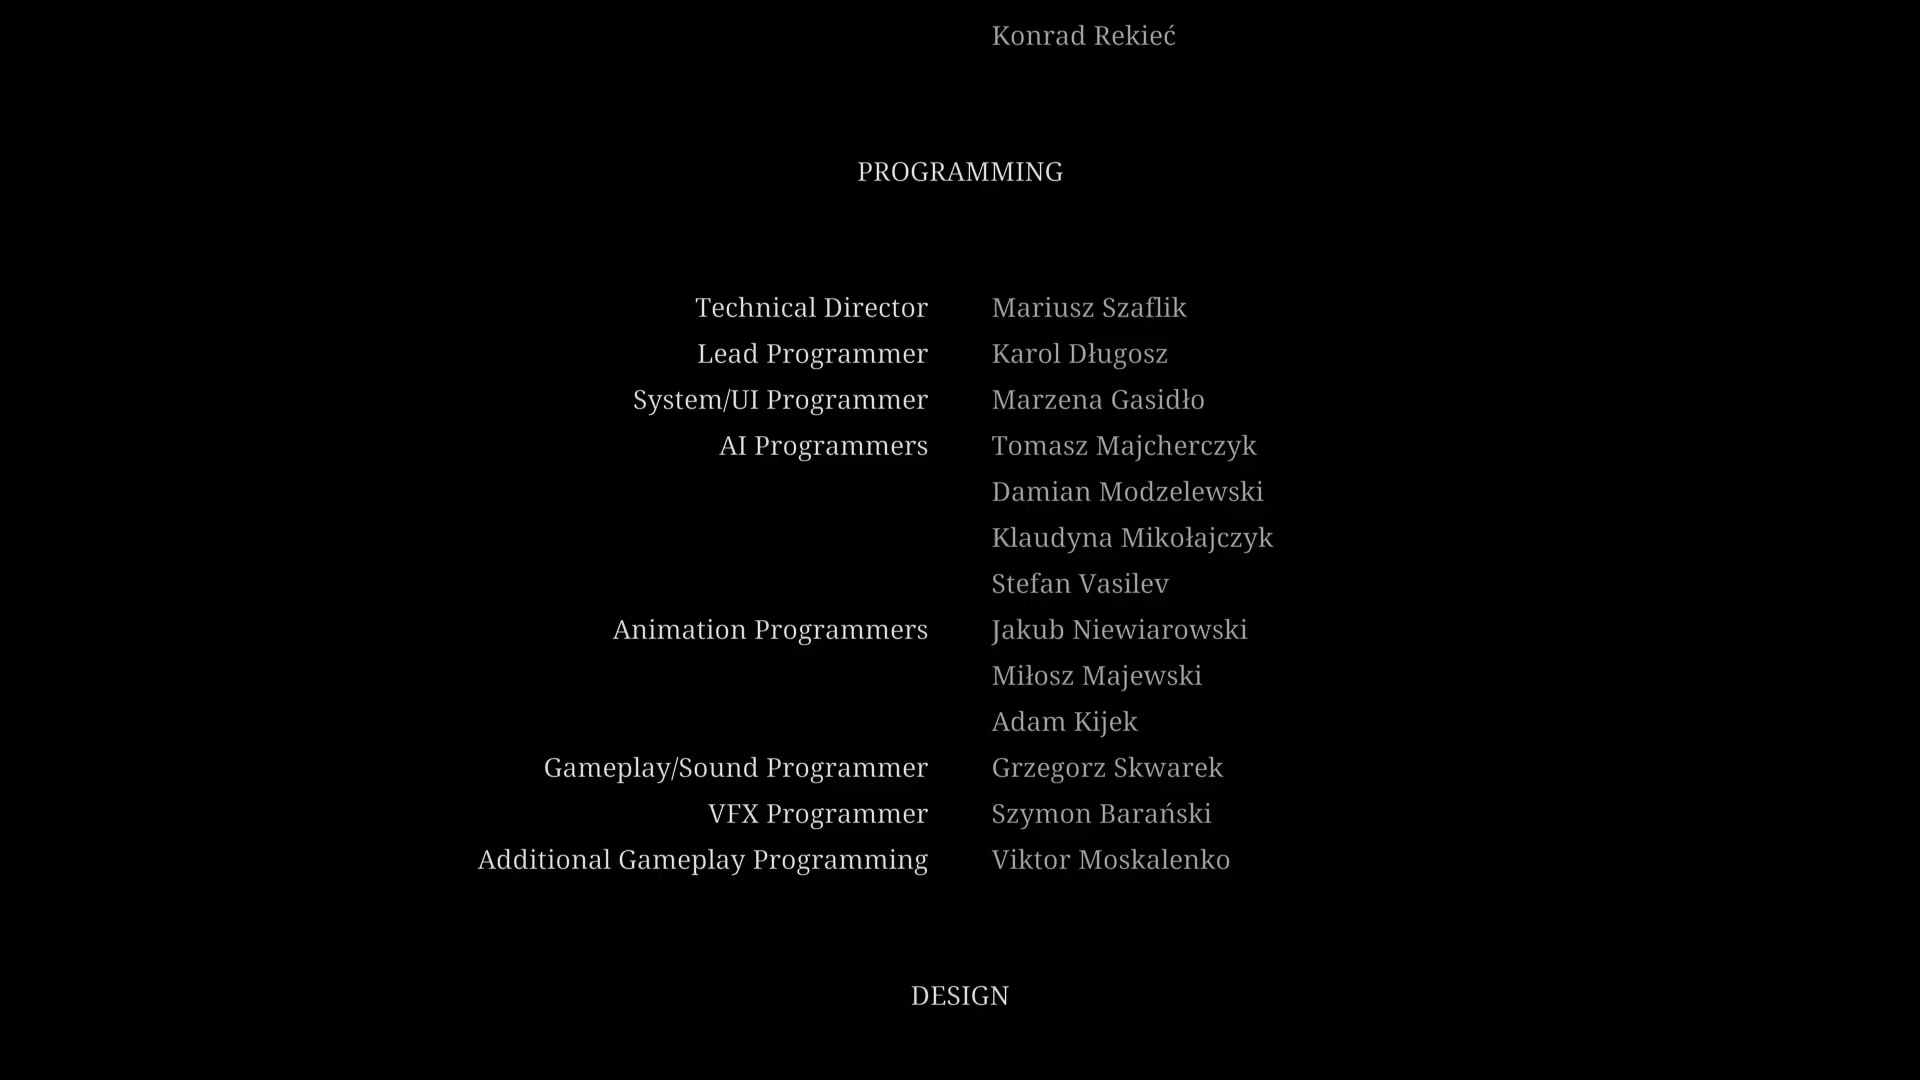 Konrad Rekieć
PROGRAMMING
Technical Director Mariusz Szaflik
Lead Programmer Karol Długosz
System/UI Programmer Marzena Gasidło
AI Programmers Tomasz Majcherczyk
Damian Modzelewski
Klaudyna Mikołajczyk
Stefan Vasilev
Animation Programmers Jakub Niewiarowski
Miłosz Majewski
Adam Kijek
Gameplay/Sound Programmer Grzegorz Skwarek
VFX Programmer Szymon Barański
Additional Gameplay Programming Viktor Moskalenko
DESIGN